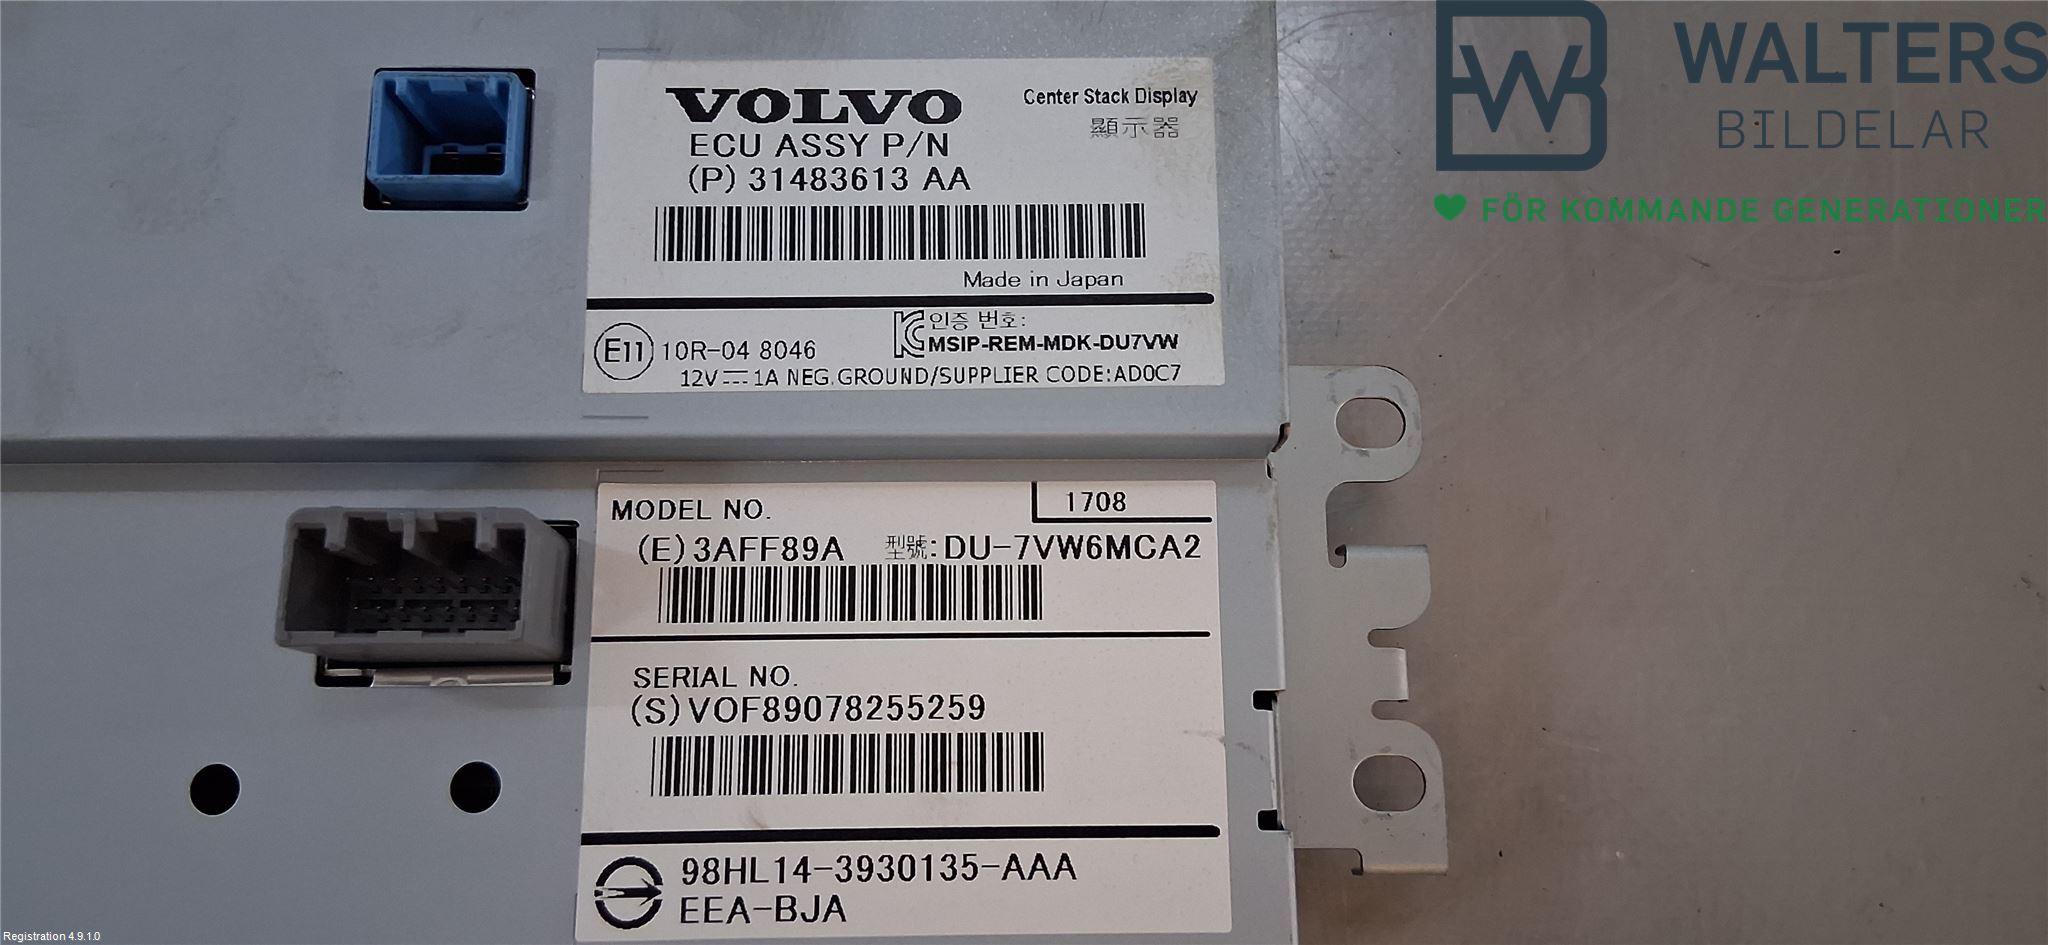 VOLVO
Center Stack Display
顯示器
ECU ASSY P/N
(P) 31483613 AA
Made in Japan
E11 10R-04 8046
인증 번호:
MSIP-REM-MDK-DU7VW
12V 1A NEG.GROUND/SUPPLIER CODE:AD0C7
MODEL NO.
1708
(E)3AFF89A 型號:DU-7VW6MCA2
SERIAL NO.
(S)VOF89078255259
98HL14-3930135-AAA
EEA-BJA
WALTERS
BILDELAR
FÖR KOMMANDE GENERATIONER
Registration 4.9.1.0